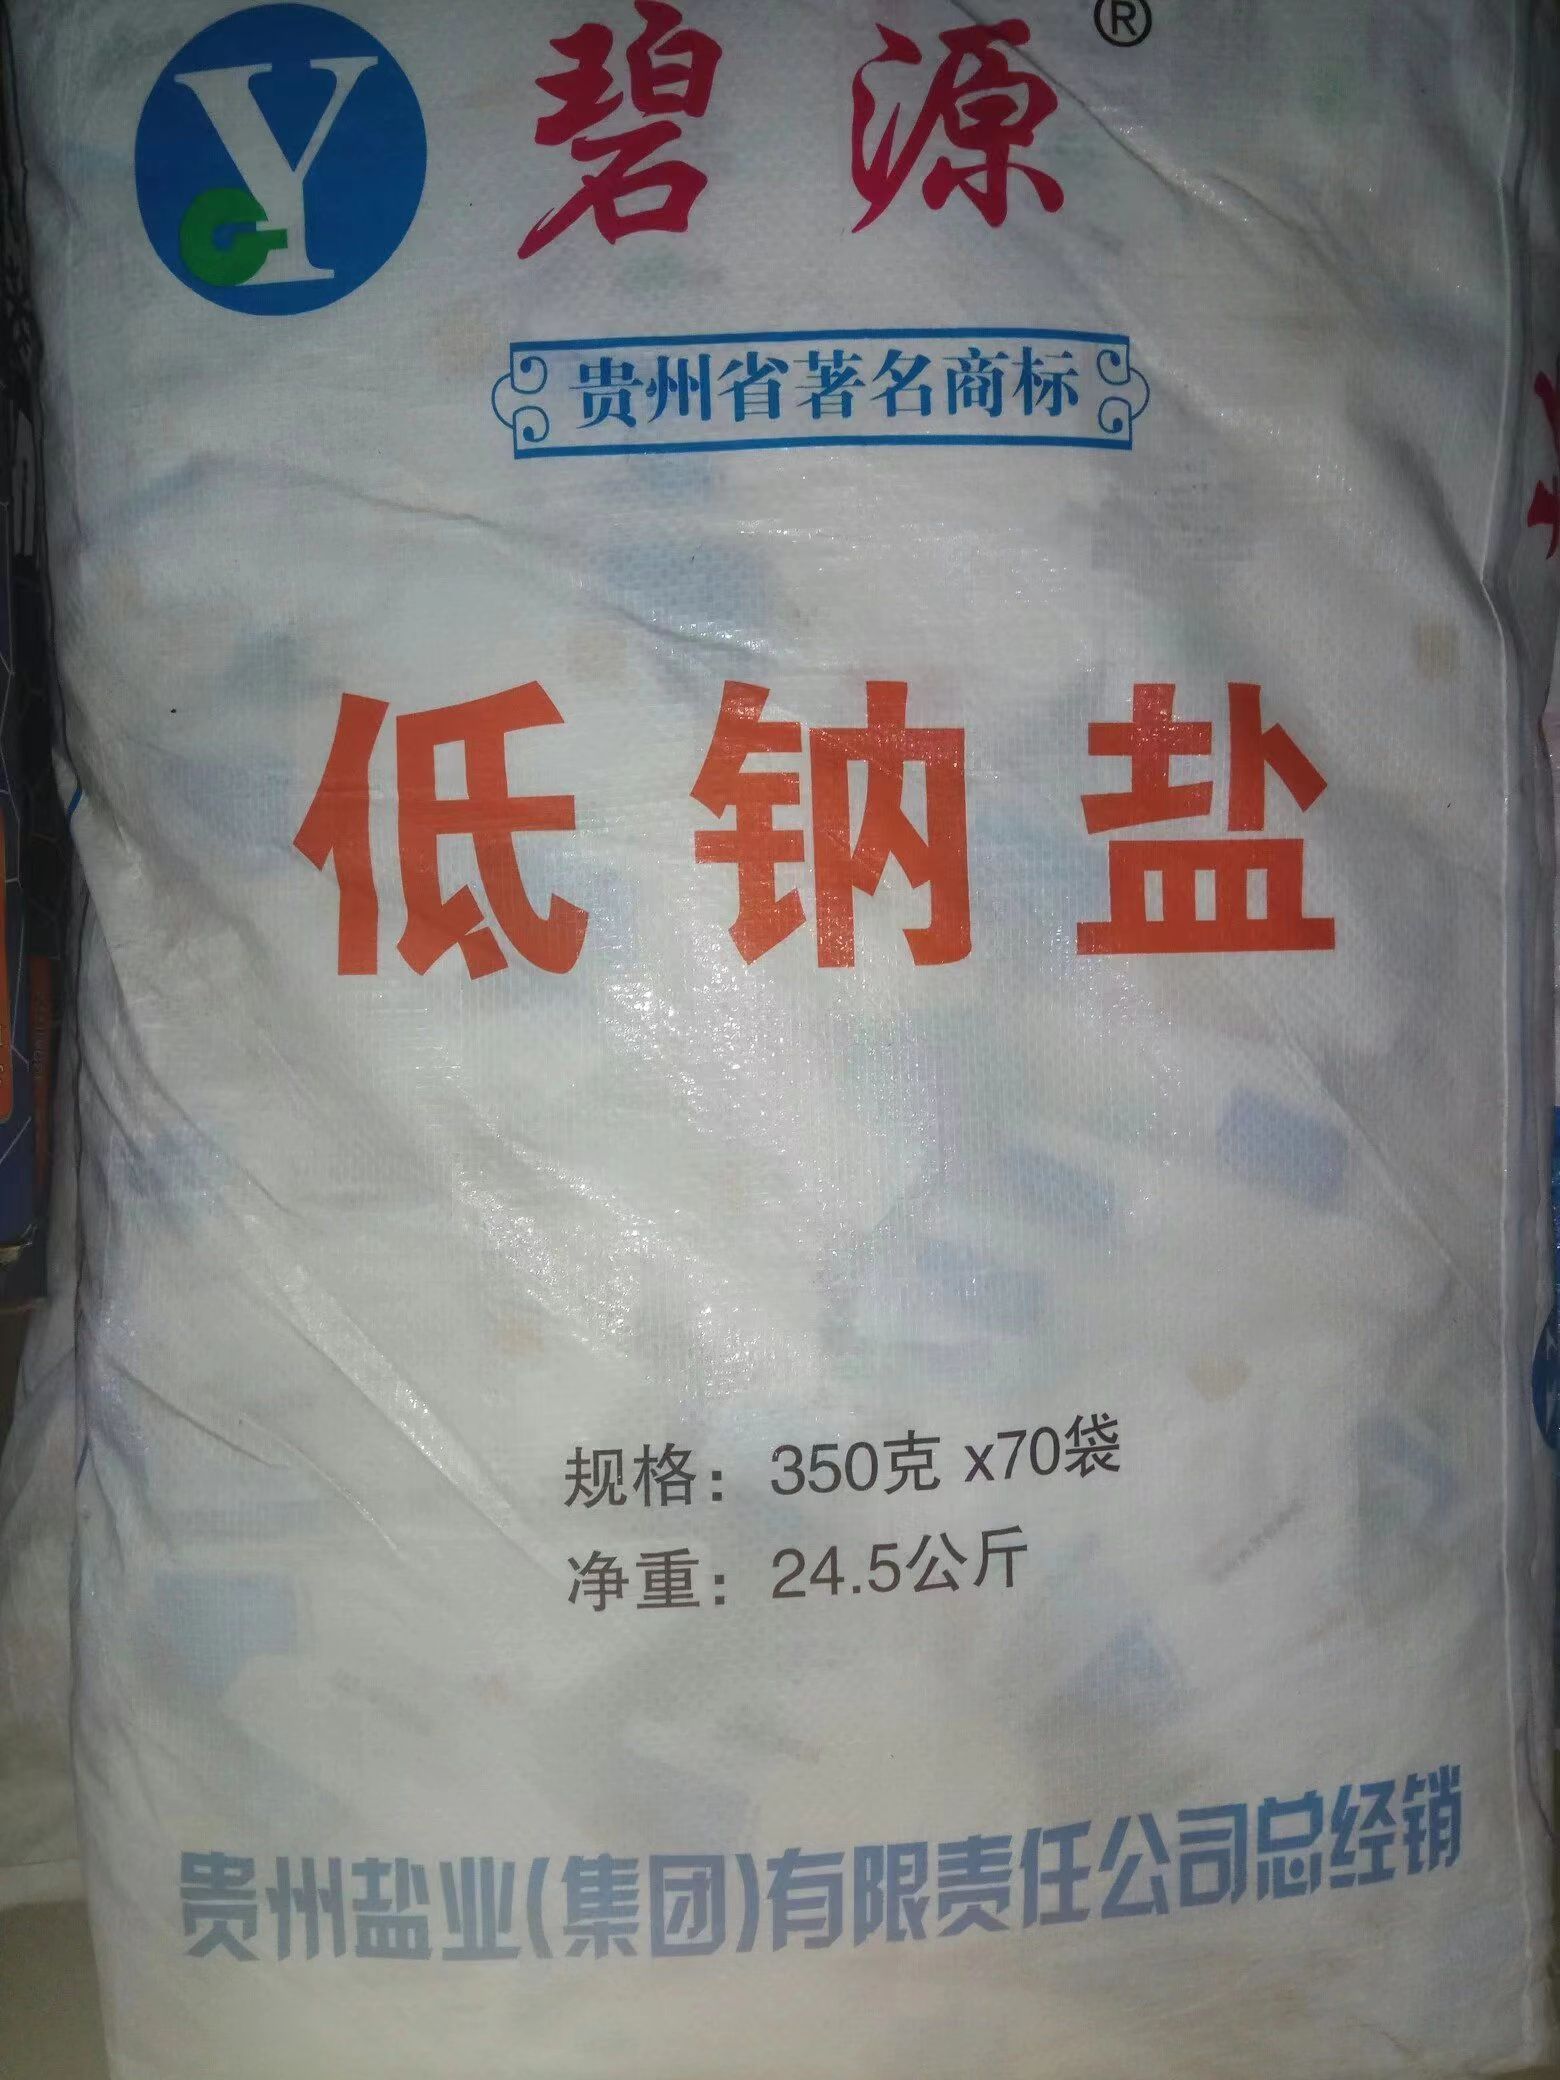 碧源®
贵州省著名商标
低钠盐
规格：350克 x70袋
净重：24.5公斤
贵州盐业(集团)有限责任公司总经销